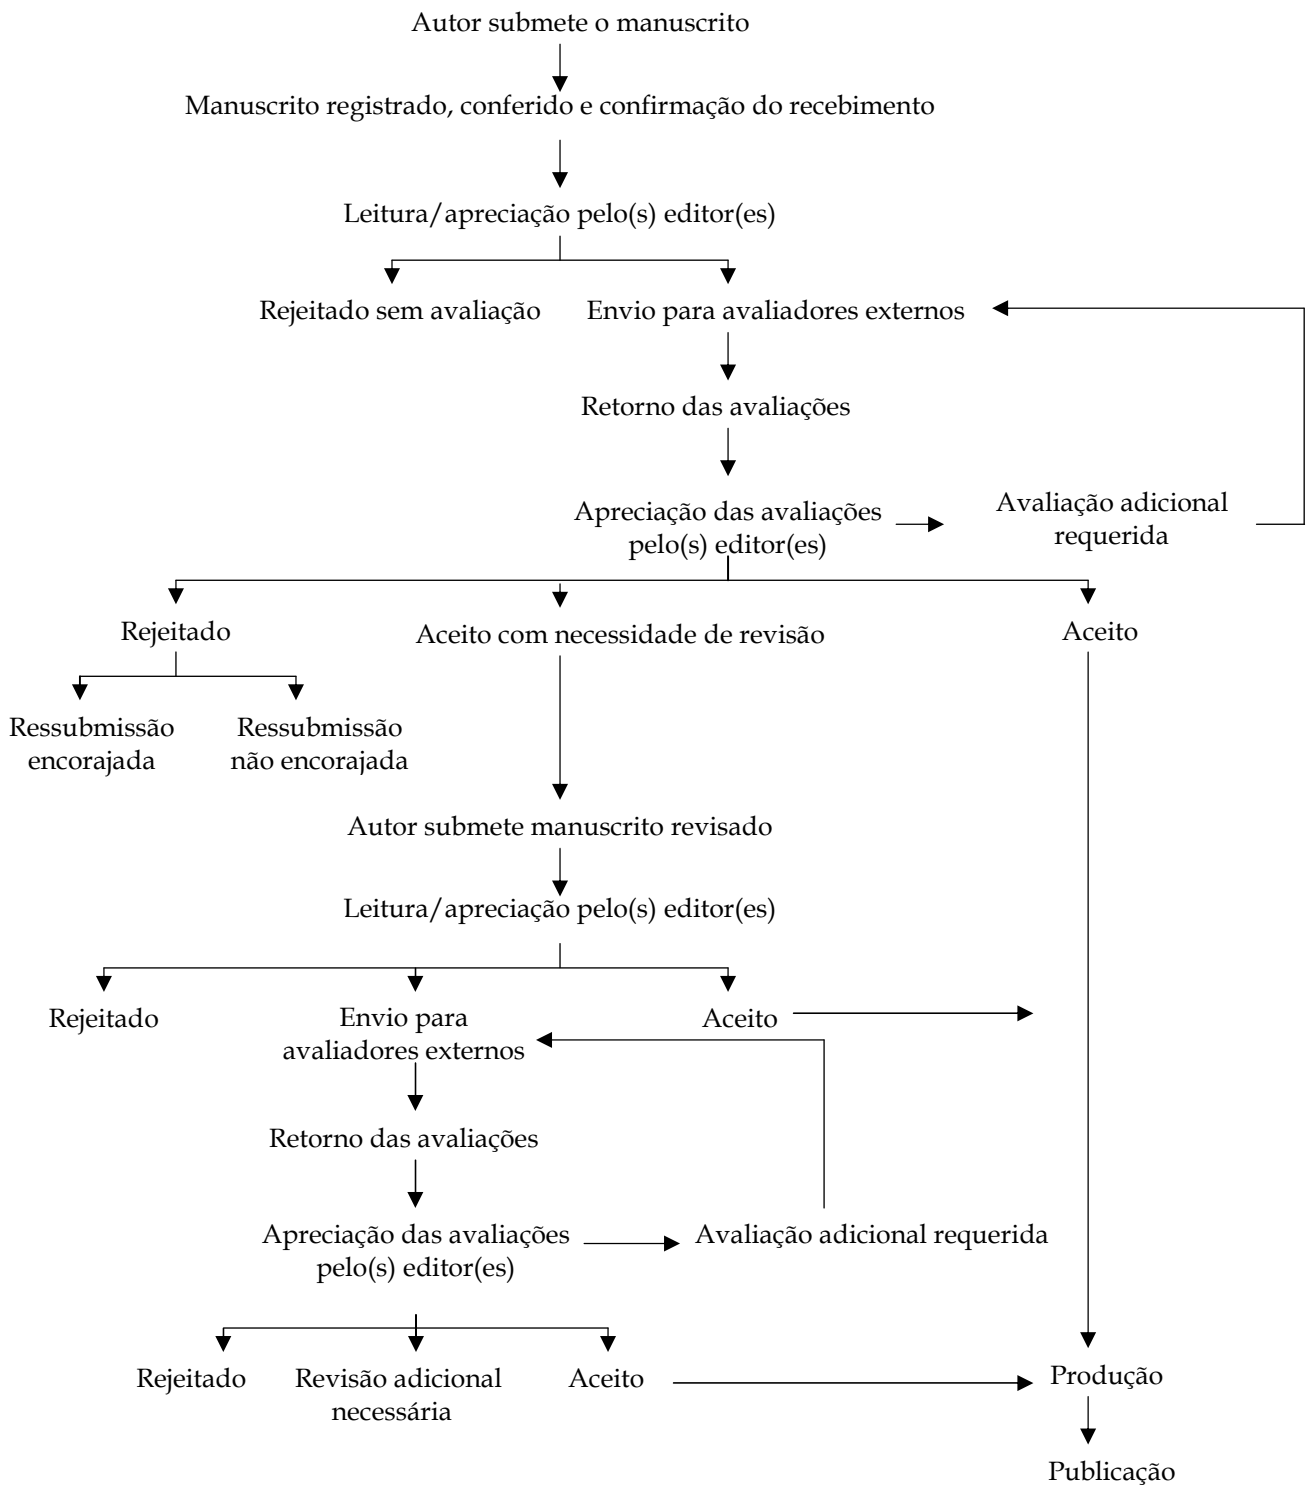 Autor submete o manuscrito
Manuscrito registrado, conferido e confirmação do recebimento
Leitura/apreciação pelo(s) editor(es)
Rejeitado sem avaliação
Envio para avaliadores externos
Retorno das avaliações
Apreciação das avaliações
pelo(s) editor(es)
Avaliação adicional
requerida
Rejeitado
Aceito com necessidade de revisão
Aceito
Ressubmissão
encorajada
Ressubmissão
não encorajada
Autor submete manuscrito revisado
Leitura/apreciação pelo(s) editor(es)
Rejeitado
Envio para
avaliadores externos
Aceito
Retorno das avaliações
Apreciação das avaliações
pelo(s) editor(es)
Avaliação adicional requerida
Rejeitado
Revisão adicional
necessária
Aceito
Produção
Publicação